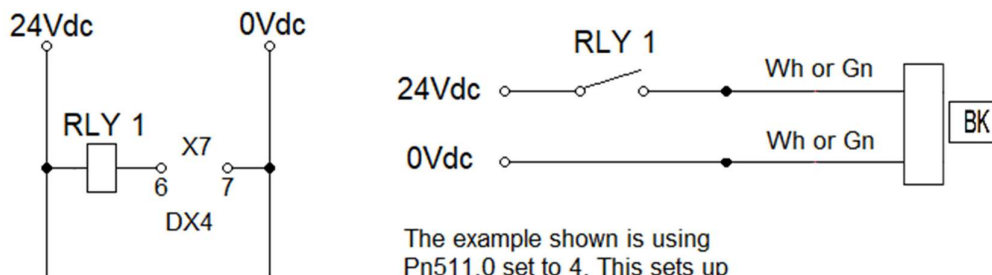 24Vdc 0Vdc
RLY 1
X7
6 7
DX4
RLY 1
24Vdc Wh or Gn
BK
0Vdc Wh or Gn
The example shown is using
Pn511.0 set to 4. This sets up